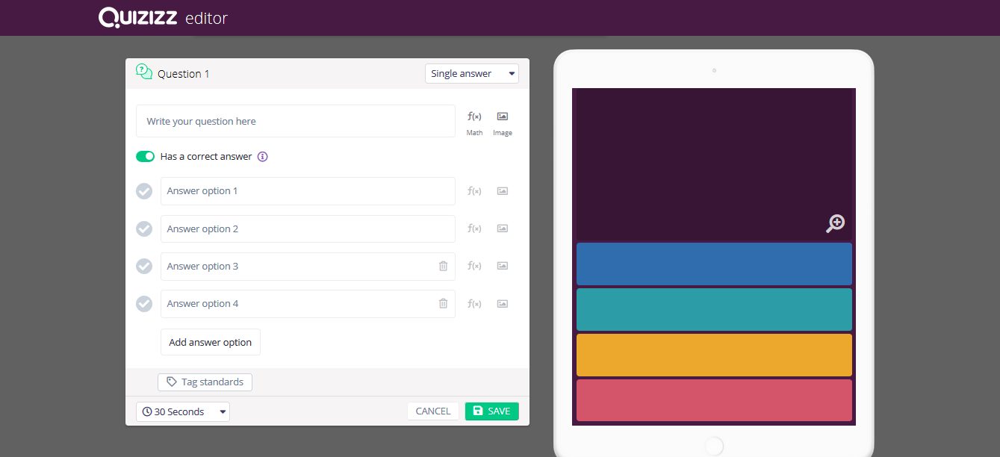 Quizizz editor
Question 1
Single answer
Write your question here
f(x)
Math
Image
Has a correct answer
Answer option 1
f(x)
Answer option 2
f(x)
Answer option 3
f(x)
Answer option 4
f(x)
Add answer option
Tag standards
30 Seconds
CANCEL
SAVE